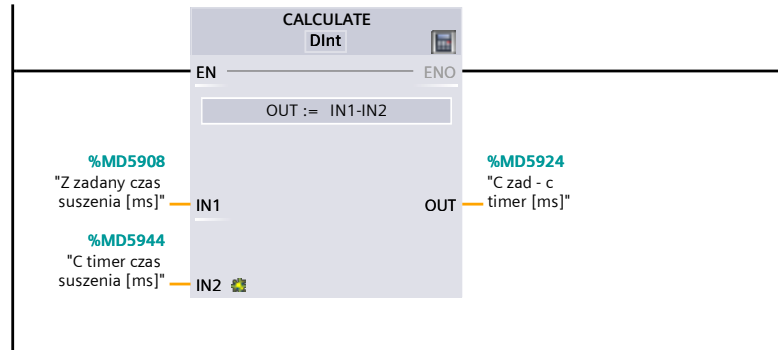 CALCULATE
DInt
EN
ENO
OUT := IN1-IN2
%MD5908
"Z zadany czas
suszenia [ms]"
IN1
%MD5924
"C zad - c
timer [ms]"
OUT
%MD5944
"C timer czas
suszenia [ms]"
IN2